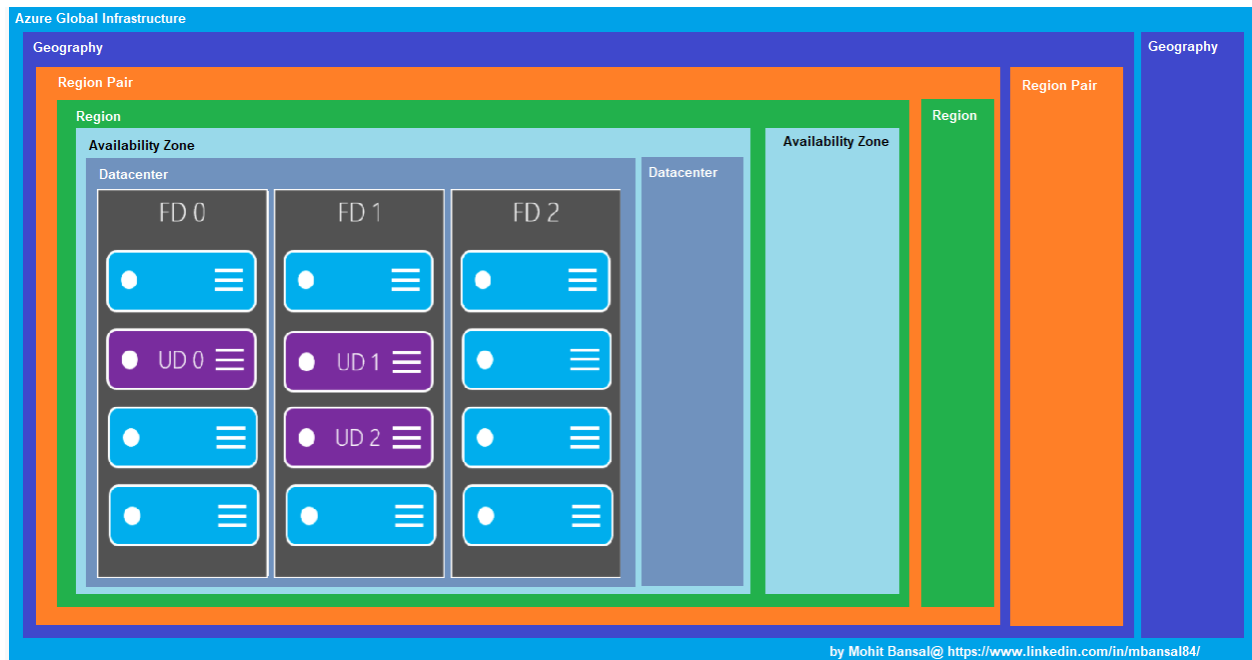 Azure Global Infrastructure
Geography
Geography
Region Pair
Region Pair
Region
Region
Availability Zone
Availability Zone
Datacenter
Datacenter
FD 0
FD 1
FD 2
UD 0
UD 1
UD 2
by Mohit Bansal@ https://www.linkedin.com/in/mbansal84/